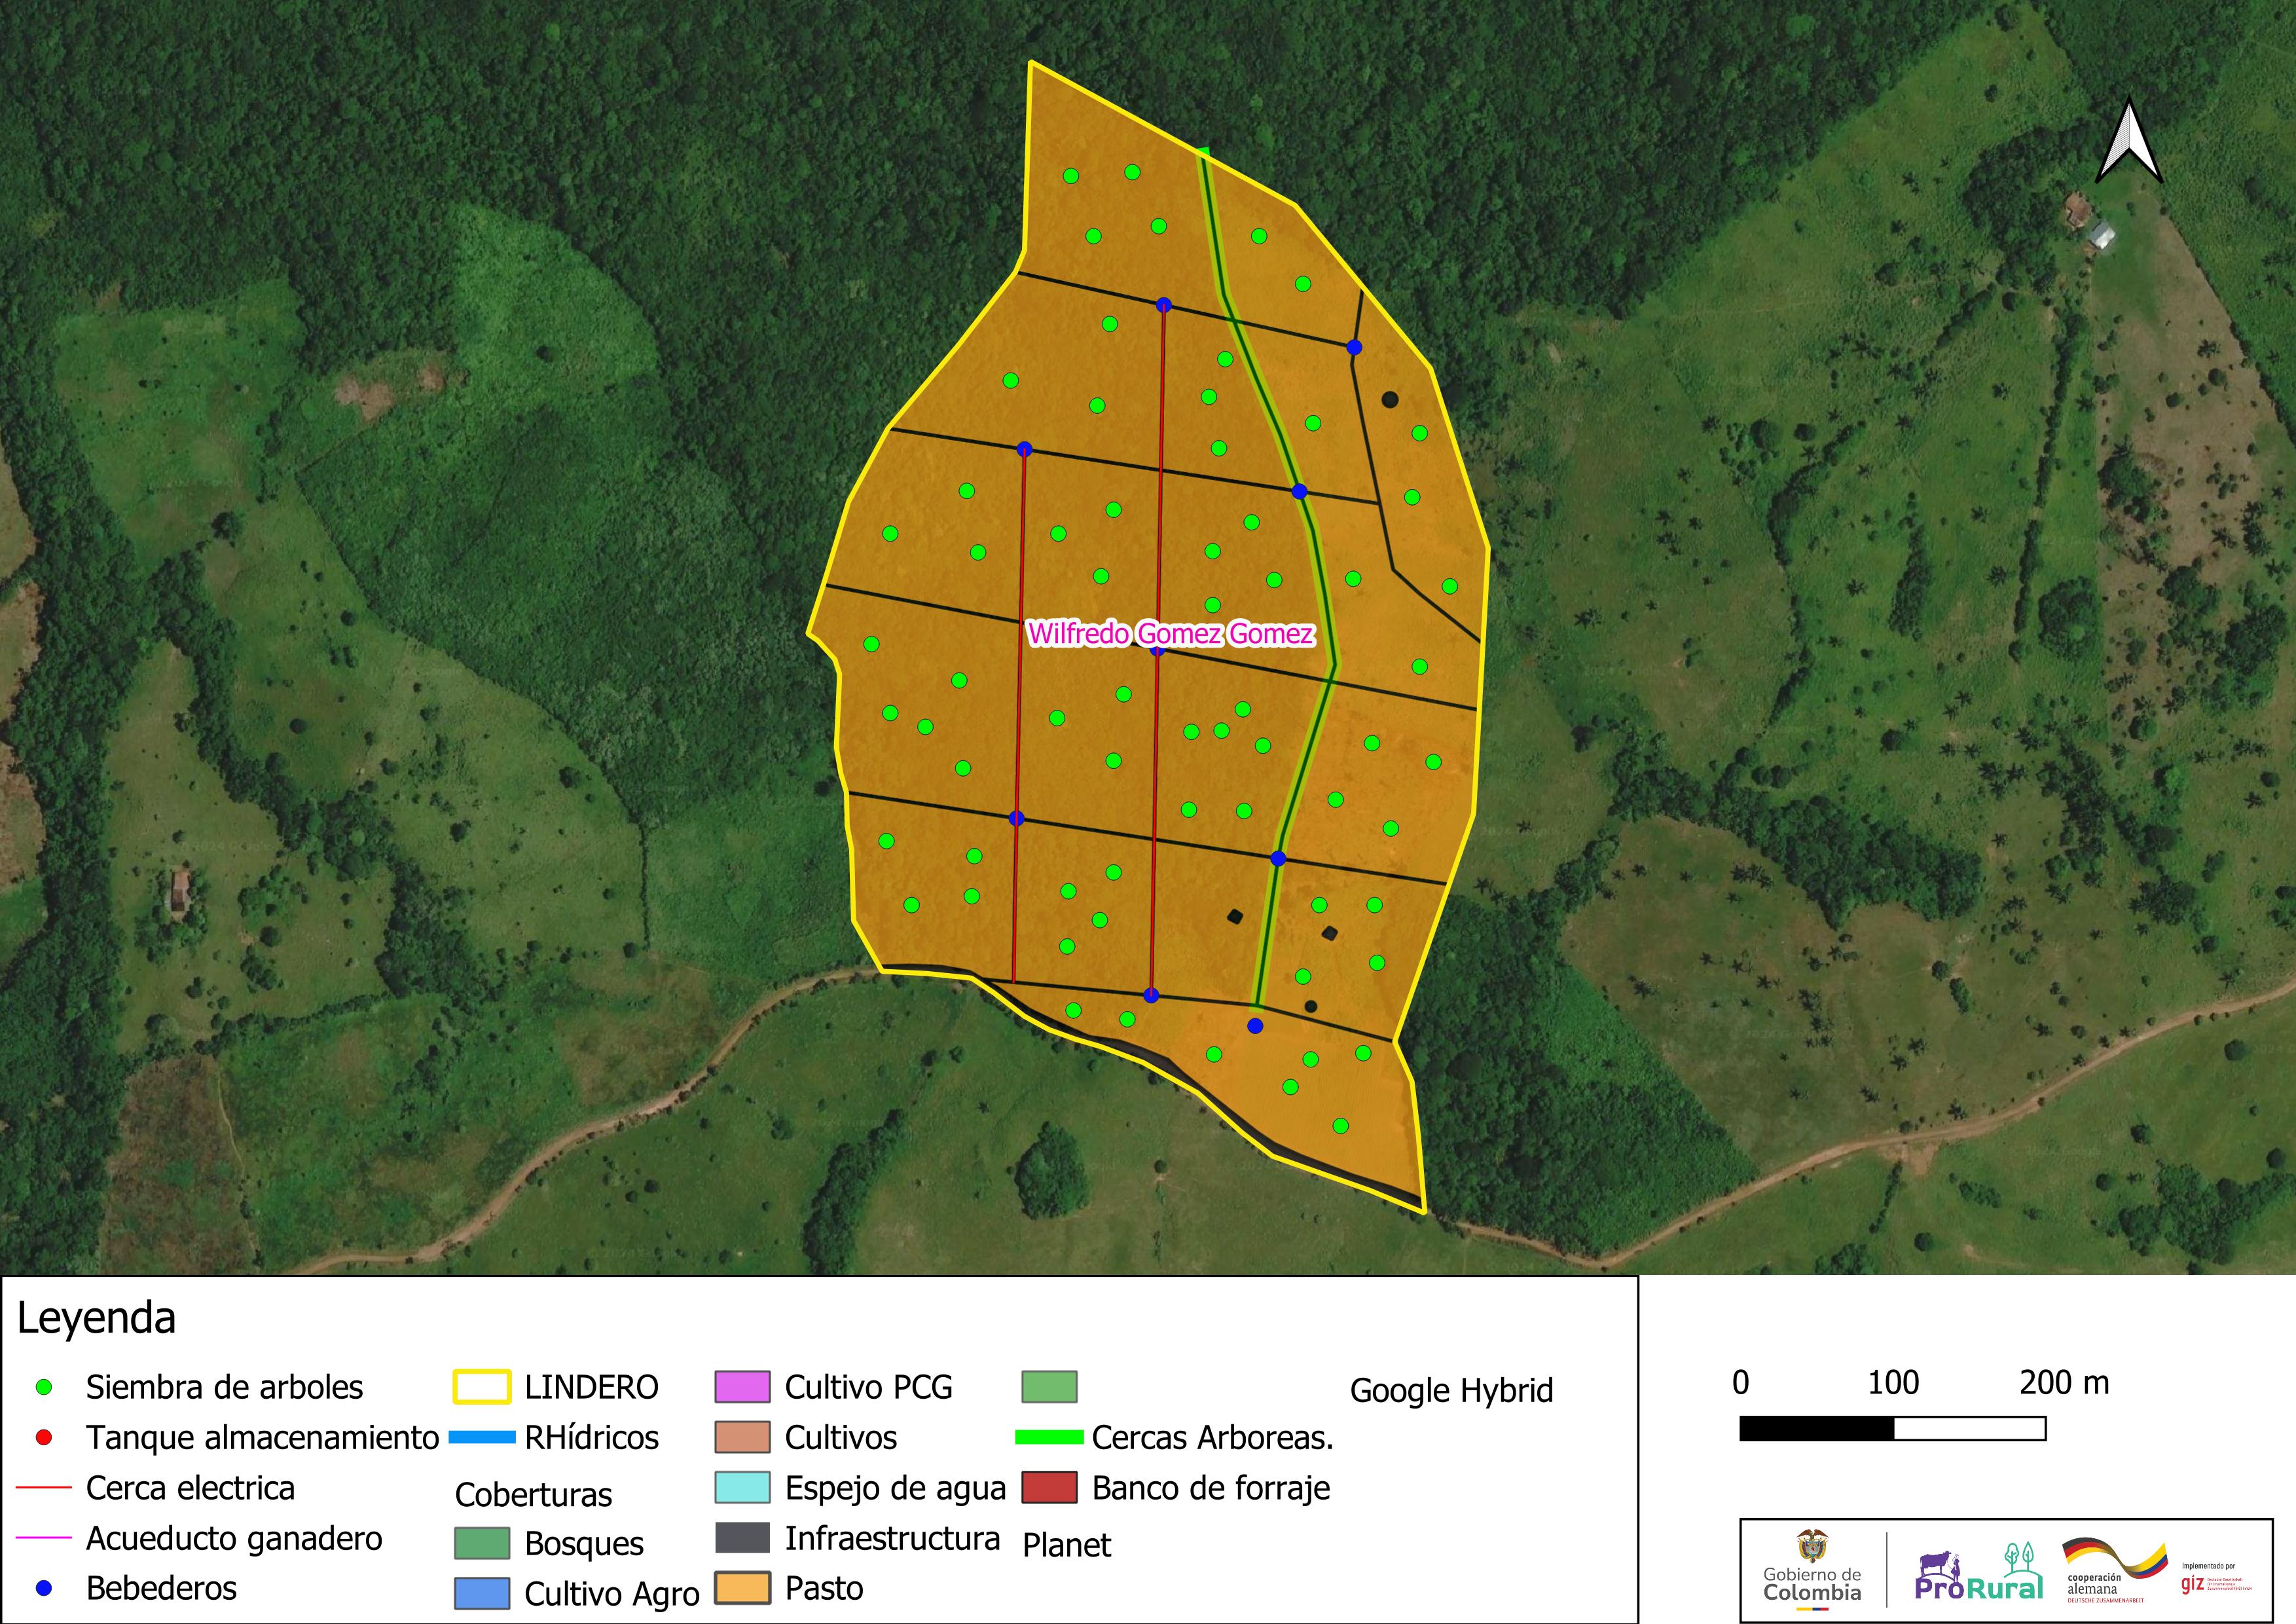 Wilfredo Gomez Gomez
Leyenda
Siembra de arboles
Tanque almacenamiento
Cerca electrica
Acueducto ganadero
Bebederos
LINDERO
RHídricos
Coberturas
Bosques
Cultivo Agro
Cultivo PCG
Cultivos
Espejo de agua
Infraestructura
Pasto
Cercas Arboreas.
Banco de forraje
Planet
Google Hybrid
0 100 200 m
Gobierno de
Colombia
ProRural
cooperación
alemana
DEUTSCHE ZUSAMMENARBEIT
Implementado por
giz